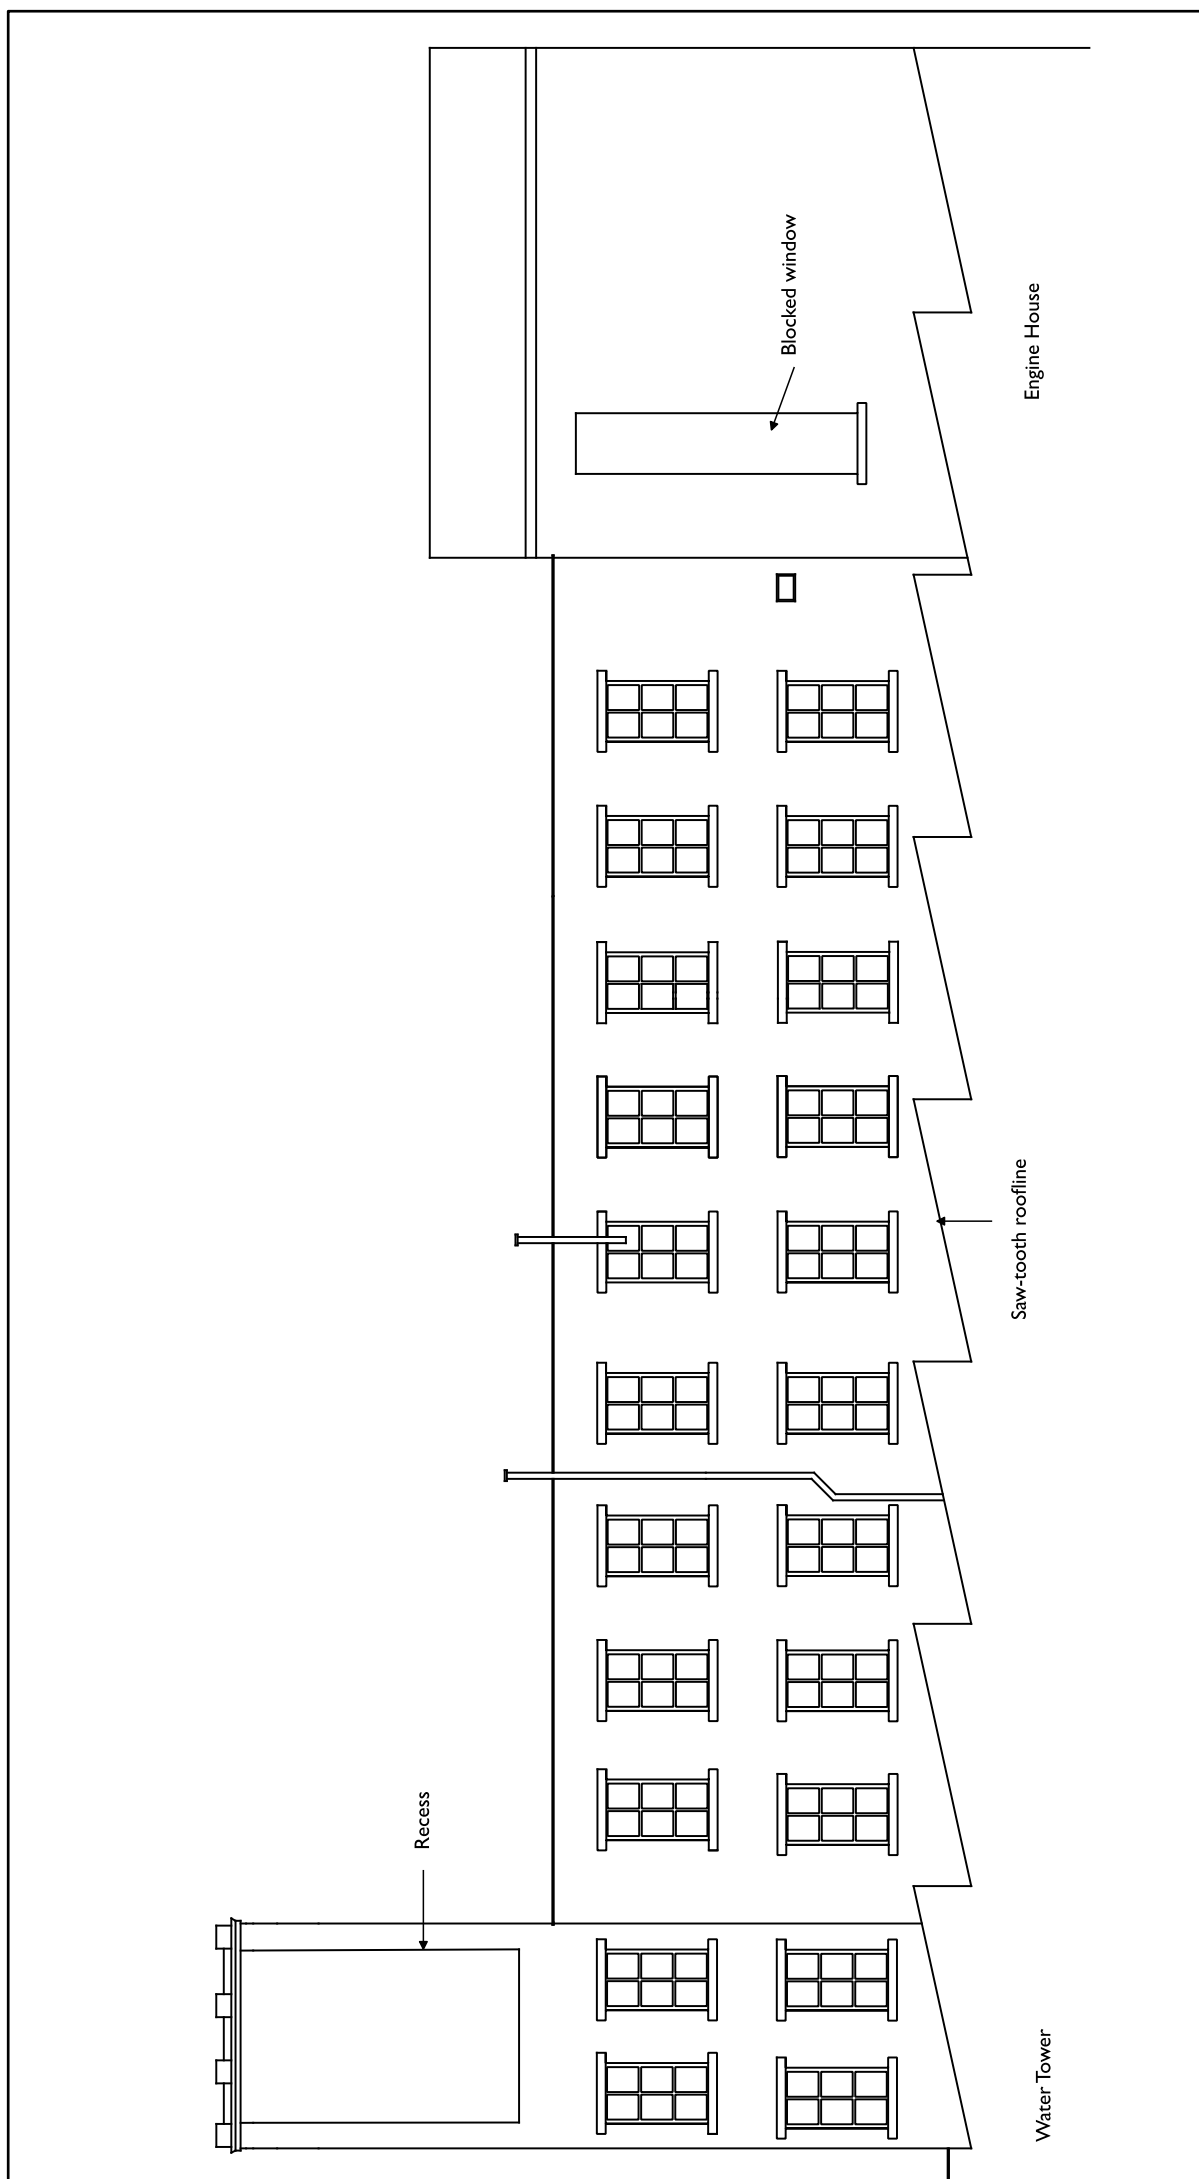 Water Tower
Recess
Saw-tooth roofline
Blocked window
Engine House